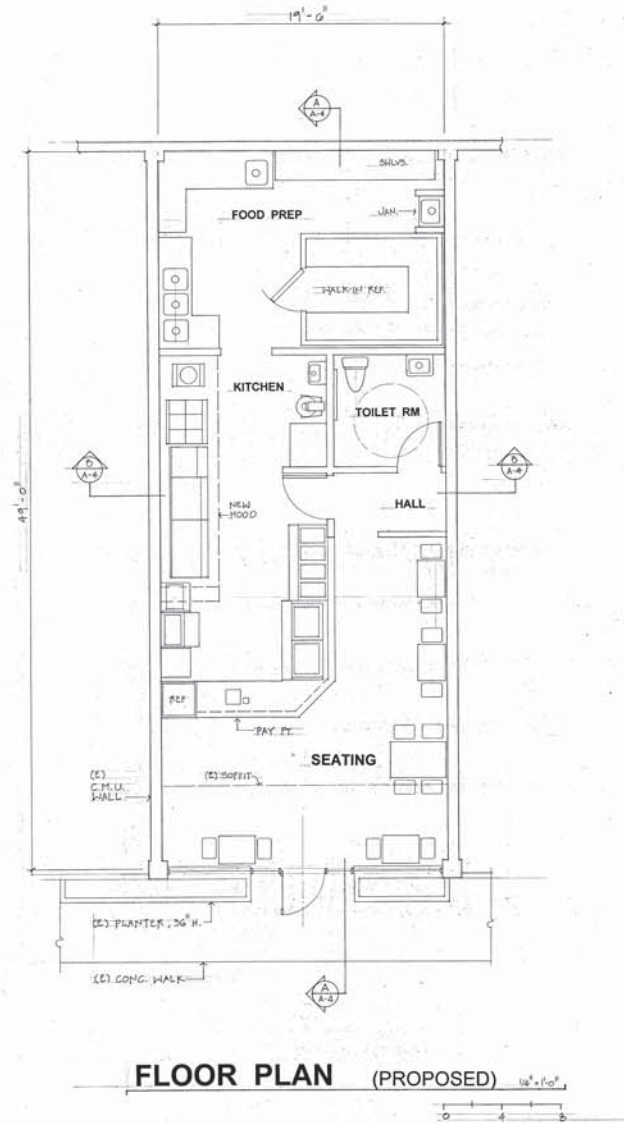 19'-6"
A
A-4
SHLVS.
FOOD PREP
JAN.
WALK-IN REF.
KITCHEN
TOILET RM
B
A-4
B
A-4
49'-0"
NEW
HOOD
HALL
REF
PAY PT.
SEATING
(E)
C.M.U.
WALL
(E) SOFFIT
(E) PLANTER, 36" H.
(E) CONC. WALK
A
A-4
FLOOR PLAN (PROPOSED) 1/4" = 1'-0"
0 4 8